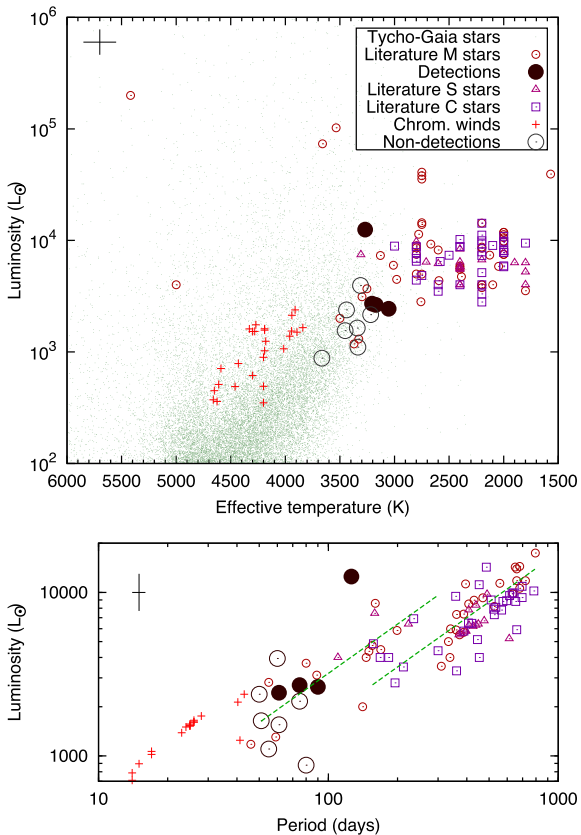 10^6
10^5
10^4
10^3
10^2
Luminosity (L☉)
Tycho-Gaia stars
Literature M stars
Detections
Literature S stars
Literature C stars
Chrom. winds
Non-detections
6000 5500 5000 4500 4000 3500 3000 2500 2000 1500
Effective temperature (K)
10000
1000
Luminosity (L☉)
10 100 1000
Period (days)